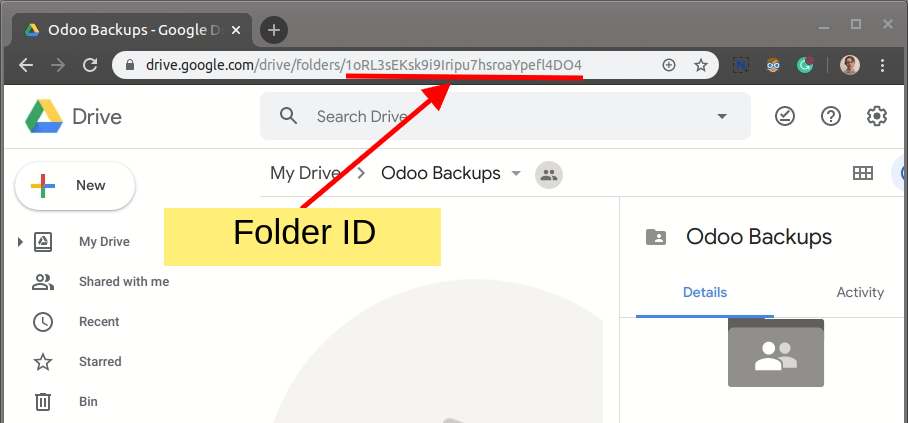 Odoo Backups - Google D
drive.google.com/drive/folders/1oRL3sEKsk9i9Iripu7hsroaYpefl4DO4
Drive
Search Drive
My Drive
Odoo Backups
New
Folder ID
Odoo Backups
My Drive
Shared with me
Details
Activity
Recent
Starred
Bin